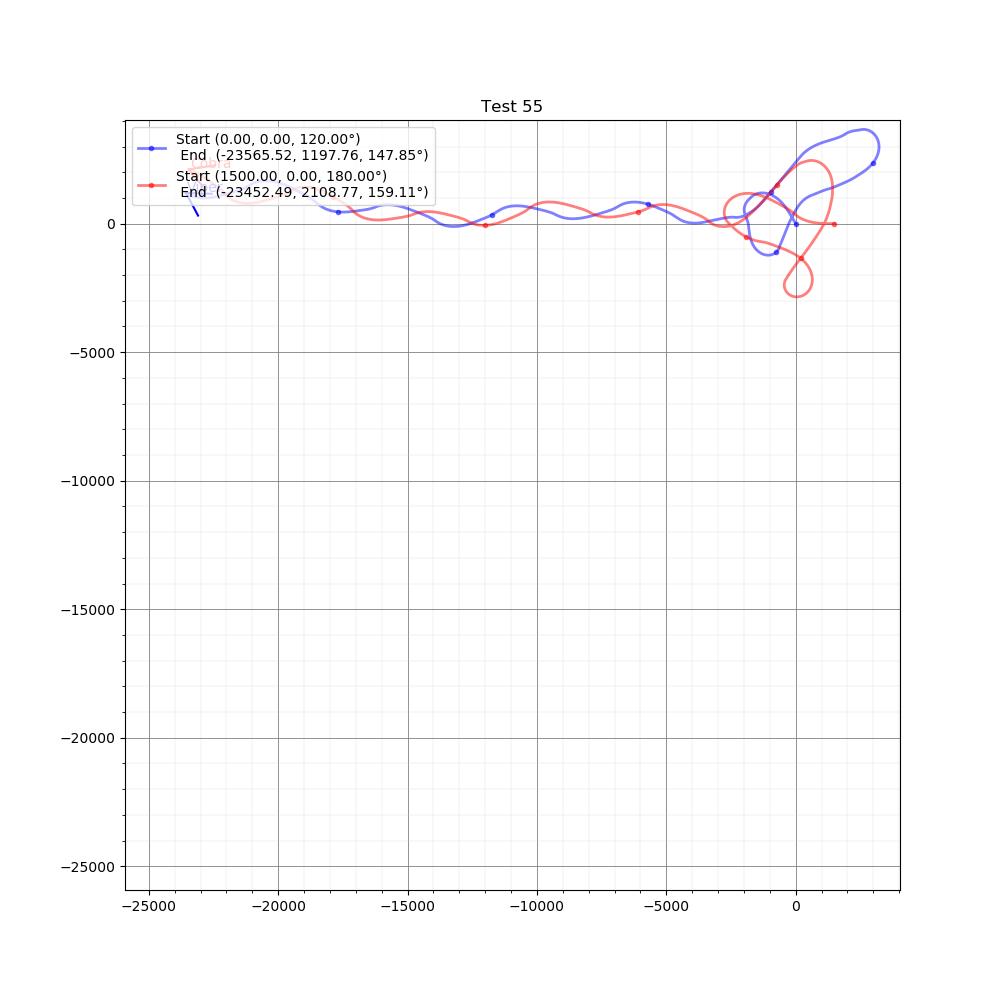 Test 55
Start (0.00, 0.00, 120.00°)
End (-23565.52, 1197.76, 147.85°)
Start (1500.00, 0.00, 180.00°)
End (-23452.49, 2108.77, 159.11°)
Cobra
0
−5000
−10000
−15000
−20000
−25000
−25000 −20000 −15000 −10000 −5000 0